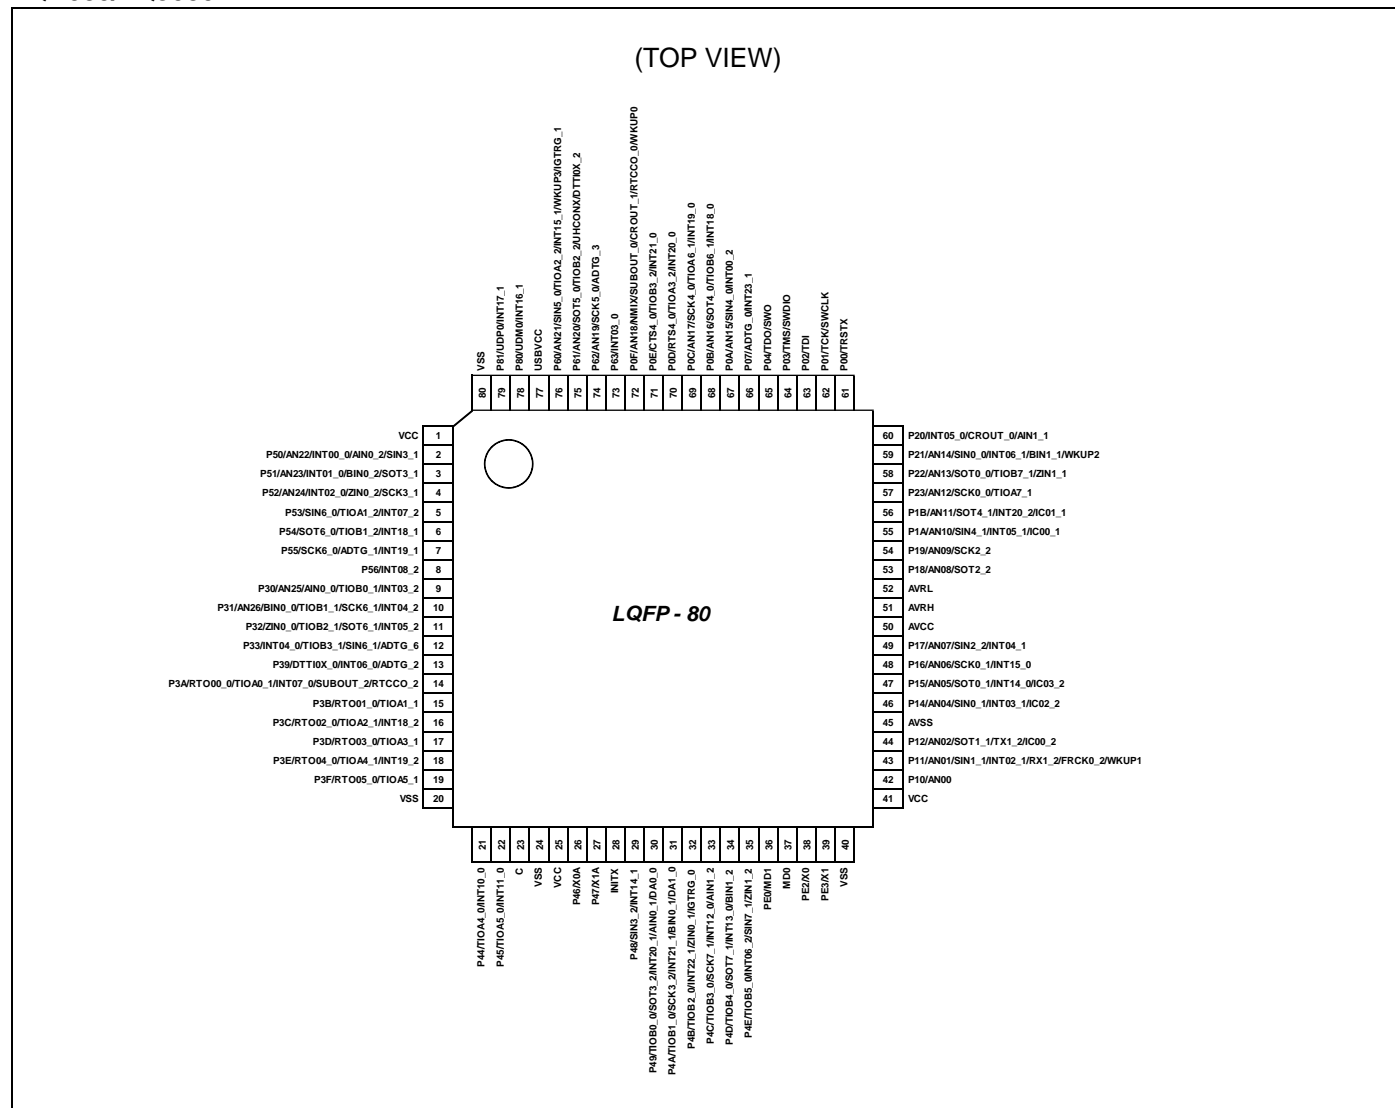 (TOP VIEW)
VSS
P81/UDP0/INT17_1
P80/UDM0/INT16_1
USBVCC
P60/AN21/SIN5_0/TIOA2_2/INT15_1/WKUP3/IGTRG_1
P61/AN20/SOT5_0/TIOB2_2/UHCONX/DTTI0X_2
P62/AN19/SCK5_0/ADTG_3
P63/INT03_0
P0F/AN18/NMIX/SUBOUT_0/CROUT_1/RTCCO_0/WKUP0
P0E/CTS4_0/TIOB3_2/INT21_0
P0D/RTS4_0/TIOA3_2/INT20_0
P0C/AN17/SCK4_0/TIOA6_1/INT19_0
P0B/AN16/SOT4_0/TIOB6_1/INT18_0
P0A/AN15/SIN4_0/INT00_2
P07/ADTG_0/INT23_1
P04/TDO/SWO
P03/TMS/SWDIO
P02/TDI
P01/TCK/SWCLK
P00/TRSTX
80 79 78 77 76 75 74 73 72 71 70 69 68 67 66 65 64 63 62 61
VCC 1
P50/AN22/INT00_0/AIN0_2/SIN3_1 2
P51/AN23/INT01_0/BIN0_2/SOT3_1 3
P52/AN24/INT02_0/ZIN0_2/SCK3_1 4
P53/SIN6_0/TIOA1_2/INT07_2 5
P54/SOT6_0/TIOB1_2/INT18_1 6
P55/SCK6_0/ADTG_1/INT19_1 7
P56/INT08_2 8
P30/AN25/AIN0_0/TIOB0_1/INT03_2 9
P31/AN26/BIN0_0/TIOB1_1/SCK6_1/INT04_2 10
P32/ZIN0_0/TIOB2_1/SOT6_1/INT05_2 11
P33/INT04_0/TIOB3_1/SIN6_1/ADTG_6 12
P39/DTTI0X_0/INT06_0/ADTG_2 13
P3A/RTO00_0/TIOA0_1/INT07_0/SUBOUT_2/RTCCO_2 14
P3B/RTO01_0/TIOA1_1 15
P3C/RTO02_0/TIOA2_1/INT18_2 16
P3D/RTO03_0/TIOA3_1 17
P3E/RTO04_0/TIOA4_1/INT19_2 18
P3F/RTO05_0/TIOA5_1 19
VSS 20
LQFP - 80
60 P20/INT05_0/CROUT_0/AIN1_1
59 P21/AN14/SIN0_0/INT06_1/BIN1_1/WKUP2
58 P22/AN13/SOT0_0/TIOB7_1/ZIN1_1
57 P23/AN12/SCK0_0/TIOA7_1
56 P1B/AN11/SOT4_1/INT20_2/IC01_1
55 P1A/AN10/SIN4_1/INT05_1/IC00_1
54 P19/AN09/SCK2_2
53 P18/AN08/SOT2_2
52 AVRL
51 AVRH
50 AVCC
49 P17/AN07/SIN2_2/INT04_1
48 P16/AN06/SCK0_1/INT15_0
47 P15/AN05/SOT0_1/INT14_0/IC03_2
46 P14/AN04/SIN0_1/INT03_1/IC02_2
45 AVSS
44 P12/AN02/SOT1_1/TX1_2/IC00_2
43 P11/AN01/SIN1_1/INT02_1/RX1_2/FRCK0_2/WKUP1
42 P10/AN00
41 VCC
21 22 23 24 25 26 27 28 29 30 31 32 33 34 35 36 37 38 39 40
P44/TIOA4_0/INT10_0
P45/TIOA5_0/INT11_0
C
VSS
VCC
P46/X0A
P47/X1A
INITX
P48/SIN3_2/INT14_1
P49/TIOB0_0/SOT3_2/INT20_1/AIN0_1/DA0_0
P4A/TIOB1_0/SCK3_2/INT21_1/BIN0_1/DA1_0
P4B/TIOB2_0/INT22_1/ZIN0_1/IGTRG_0
P4C/TIOB3_0/SCK7_1/INT12_0/AIN1_2
P4D/TIOB4_0/SOT7_1/INT13_0/BIN1_2
P4E/TIOB5_0/INT06_2/SIN7_1/ZIN1_2
PE0/MD1
MD0
PE2/X0
PE3/X1
VSS